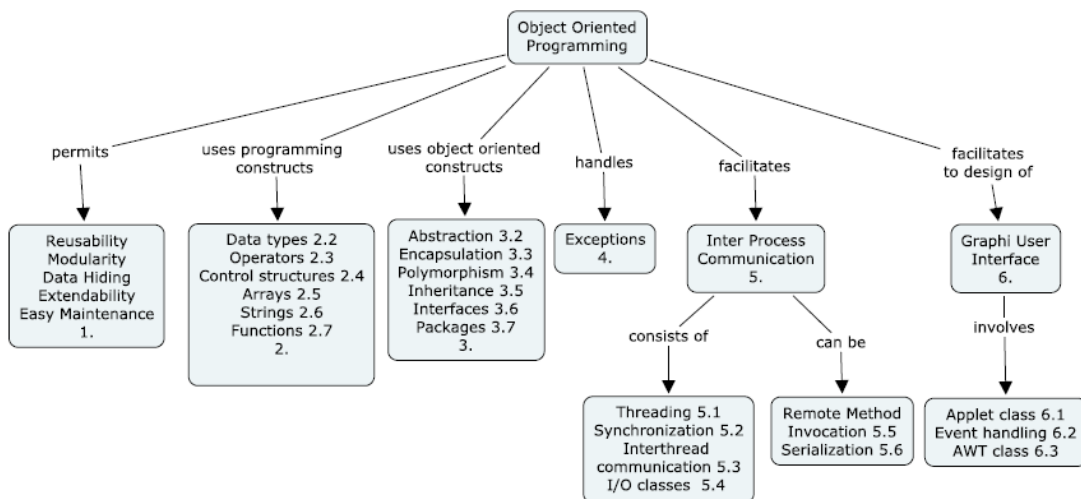 Object Oriented
Programming
permits
uses programming
constructs
uses object oriented
constructs
handles
facilitates
facilitates
to design of
Reusability
Modularity
Data Hiding
Extendability
Easy Maintenance
1.
Data types 2.2
Operators 2.3
Control structures 2.4
Arrays 2.5
Strings 2.6
Functions 2.7
2.
Abstraction 3.2
Encapsulation 3.3
Polymorphism 3.4
Inheritance 3.5
Interfaces 3.6
Packages 3.7
3.
Exceptions
4.
Inter Process
Communication
5.
Graphi User
Interface
6.
consists of
can be
involves
Threading 5.1
Synchronization 5.2
Interthread
communication 5.3
I/O classes 5.4
Remote Method
Invocation 5.5
Serialization 5.6
Applet class 6.1
Event handling 6.2
AWT class 6.3